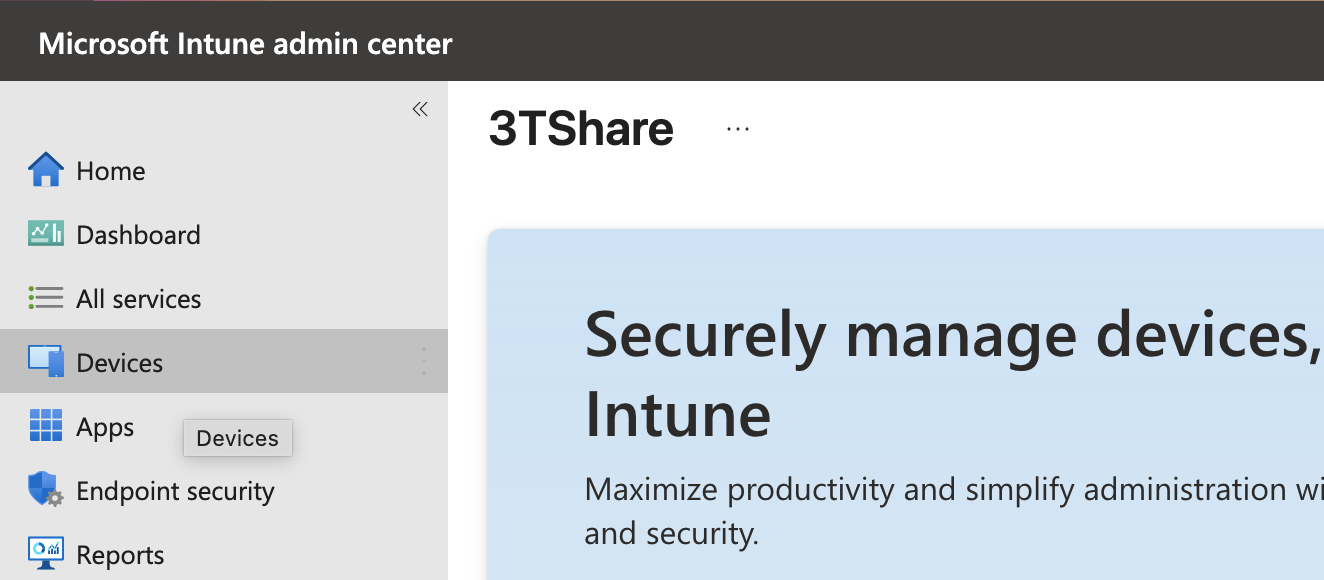 Microsoft Intune admin center
«
3TShare ...
Home
Dashboard
All services
Devices
Apps
Devices
Endpoint security
Reports
Securely manage devices,
Intune
Maximize productivity and simplify administration wi
and security.